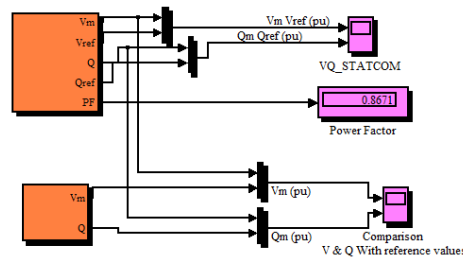 Vm
Vref
Q
Qref
PF
Vm Vref (pu)
Qm Qref (pu)
VQ_STATCOM
0.8671
Power Factor
Vm
Q
Vm (pu)
Qm (pu)
Comparison
V & Q With reference values